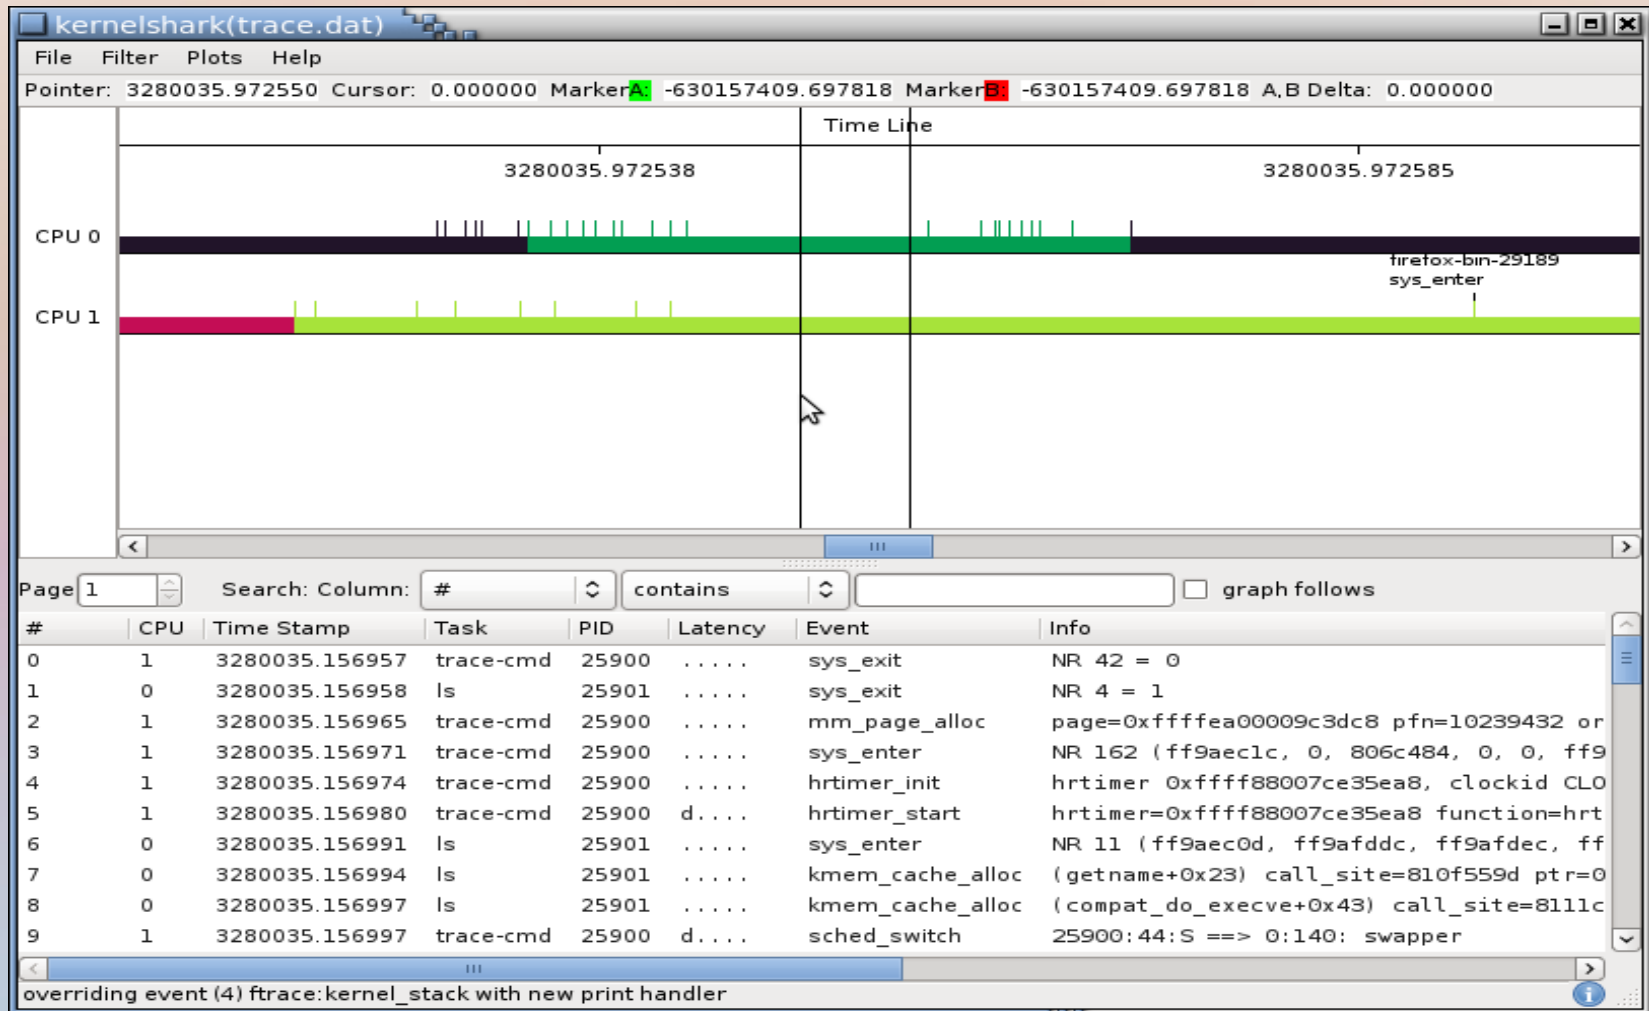 kernelshark(trace.dat)
File Filter Plots Help
Pointer: 3280035.972550 Cursor: 0.000000 MarkerA: -630157409.697818 MarkerB: -630157409.697818 A,B Delta: 0.000000
Time Line
3280035.972538 3280035.972585
CPU 0
firefox-bin-29189
sys_enter
CPU 1
Page 1 Search: Column: # contains graph follows
# CPU Time Stamp Task PID Latency Event Info
0 1 3280035.156957 trace-cmd 25900 ..... sys_exit NR 42 = 0
1 0 3280035.156958 ls 25901 ..... sys_exit NR 4 = 1
2 1 3280035.156965 trace-cmd 25900 ..... mm_page_alloc page=0xffffea00009c3dc8 pfn=10239432 or
3 1 3280035.156971 trace-cmd 25900 ..... sys_enter NR 162 (ff9aec1c, 0, 806c484, 0, 0, ff9
4 1 3280035.156974 trace-cmd 25900 ..... hrtimer_init hrtimer 0xffff88007ce35ea8, clockid CLO
5 1 3280035.156980 trace-cmd 25900 d.... hrtimer_start hrtimer=0xffff88007ce35ea8 function=hrt
6 0 3280035.156991 ls 25901 ..... sys_enter NR 11 (ff9aec0d, ff9afddc, ff9afdec, ff
7 0 3280035.156994 ls 25901 ..... kmem_cache_alloc (getname+0x23) call_site=810f559d ptr=0
8 0 3280035.156997 ls 25901 ..... kmem_cache_alloc (compat_do_execve+0x43) call_site=8111c
9 1 3280035.156997 trace-cmd 25900 d.... sched_switch 25900:44:S ==> 0:140: swapper
overriding event (4) ftrace:kernel_stack with new print handler